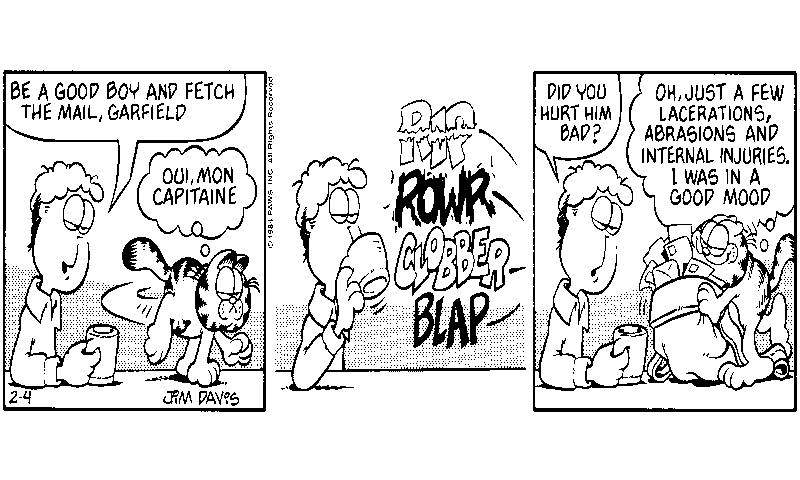 BE A GOOD BOY AND FETCH
THE MAIL, GARFIELD
OUI, MON
CAPITAINE
2-4
JIM DAVIS
© 1981 PAWS, INC. All Rights Reserved
ROWR
CLOBBER
BLAP
DID YOU
HURT HIM
BAD?
OH, JUST A FEW
LACERATIONS,
ABRASIONS AND
INTERNAL INJURIES.
I WAS IN A
GOOD MOOD